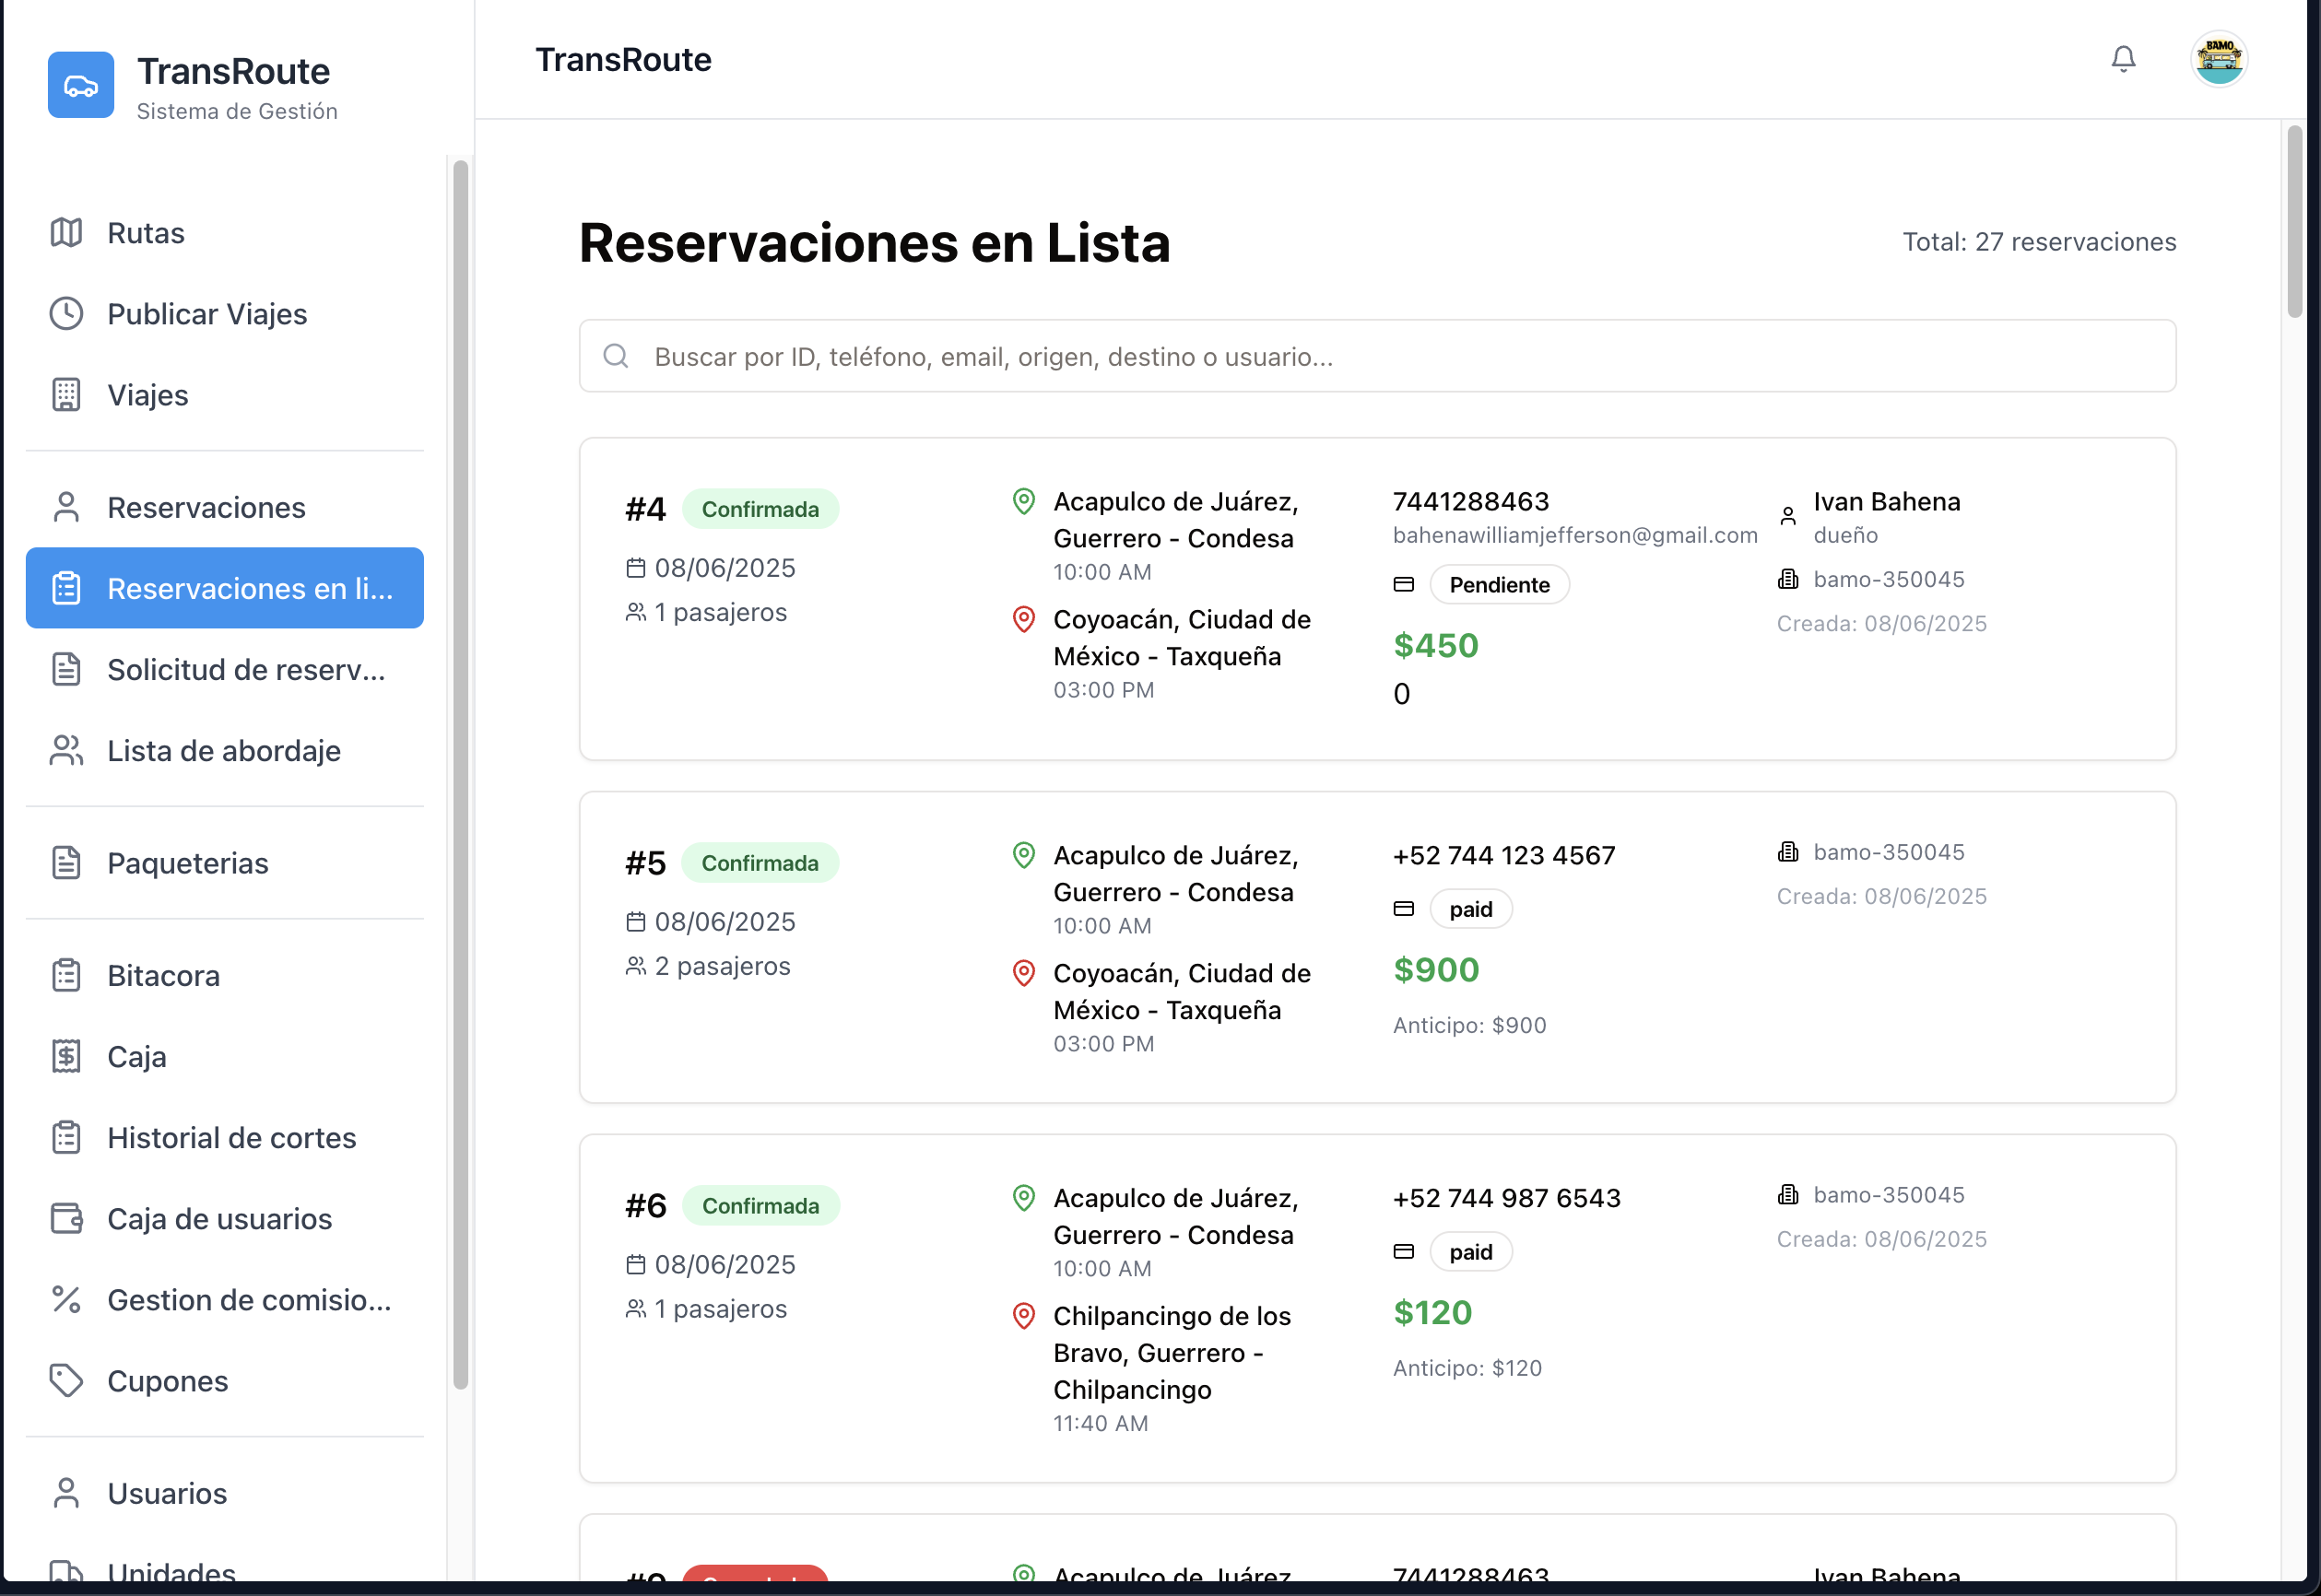 TransRoute
Sistema de Gestión
Rutas
Publicar Viajes
Viajes
Reservaciones
Reservaciones en li...
Solicitud de reserv...
Lista de abordaje
Paqueterias
Bitacora
Caja
Historial de cortes
Caja de usuarios
Gestion de comisio...
Cupones
Usuarios
Unidades
TransRoute
BAMO
Reservaciones en Lista
Total: 27 reservaciones
Buscar por ID, teléfono, email, origen, destino o usuario...
#4 Confirmada
08/06/2025
1 pasajeros
Acapulco de Juárez,
Guerrero - Condesa
10:00 AM
Coyoacán, Ciudad de
México - Taxqueña
03:00 PM
7441288463
bahenawilliamjefferson@gmail.com
Pendiente
$450
0
Ivan Bahena
dueño
bamo-350045
Creada: 08/06/2025
#5 Confirmada
08/06/2025
2 pasajeros
Acapulco de Juárez,
Guerrero - Condesa
10:00 AM
Coyoacán, Ciudad de
México - Taxqueña
03:00 PM
+52 744 123 4567
paid
$900
Anticipo: $900
bamo-350045
Creada: 08/06/2025
#6 Confirmada
08/06/2025
1 pasajeros
Acapulco de Juárez,
Guerrero - Condesa
10:00 AM
Chilpancingo de los
Bravo, Guerrero -
Chilpancingo
11:40 AM
+52 744 987 6543
paid
$120
Anticipo: $120
bamo-350045
Creada: 08/06/2025
Acapulco de Juárez,
7441288463
Ivan Bahena